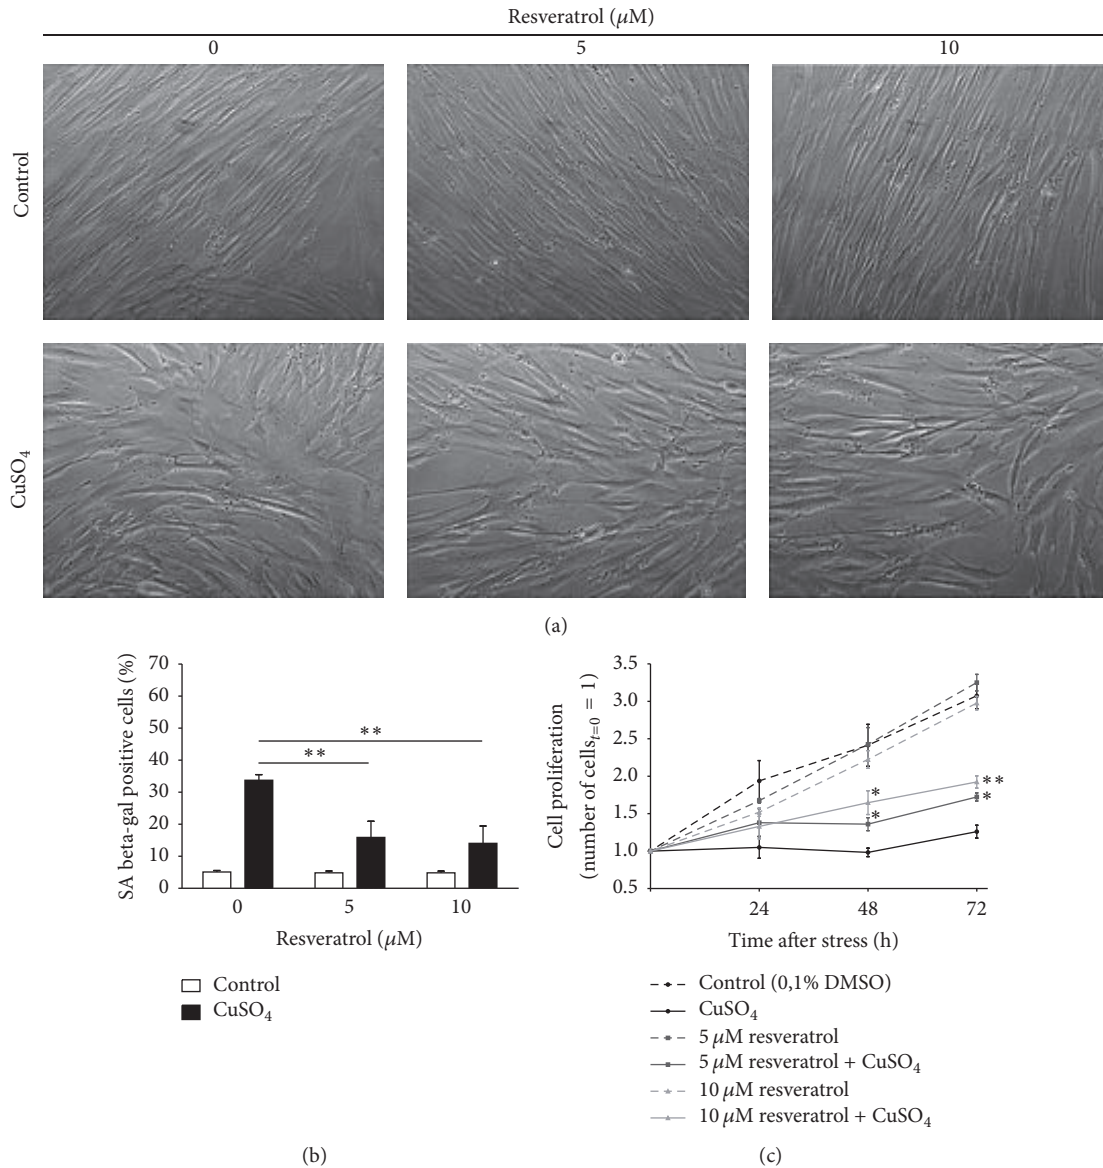 Resveratrol (μM)
0 5 10
Control
CuSO₄
(a)
SA beta-gal positive cells (%)
70
60
50
40
30
20
10
0
**
**
0 5 10
Resveratrol (μM)
Control
CuSO₄
(b)
Cell proliferation
(number of cells t=0 = 1)
3.5
3.0
2.5
2.0
1.5
1.0
0.5
*
*
**
*
24 48 72
Time after stress (h)
Control (0,1% DMSO)
CuSO₄
5 μM resveratrol
5 μM resveratrol + CuSO₄
10 μM resveratrol
10 μM resveratrol + CuSO₄
(c)